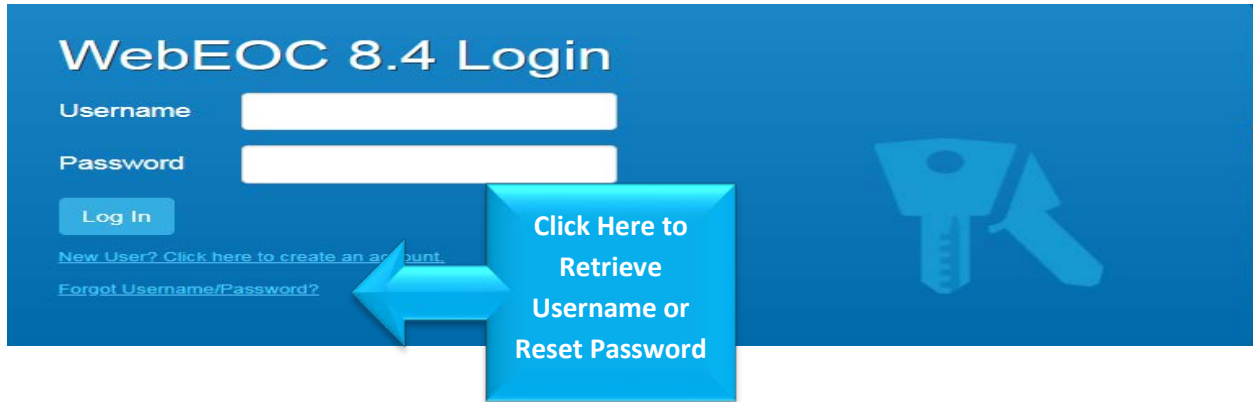 WebEOC 8.4 Login
Username
Password
Log In
New User? Click here to create an account.
Forgot Username/Password?
Click Here to
Retrieve
Username or
Reset Password